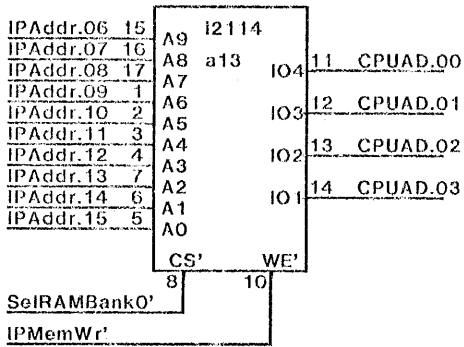 IPAddr.06 15 A9 i2114
IPAddr.07 16 A8 a13 IO4 11 CPUAD.00
IPAddr.08 17 A7
IPAddr.09 1 A6 IO3 12 CPUAD.01
IPAddr.10 2 A5
IPAddr.11 3 A4 IO2 13 CPUAD.02
IPAddr.12 4 A3
IPAddr.13 7 A2 IO1 14 CPUAD.03
IPAddr.14 6 A1
IPAddr.15 5 A0
CS' WE'
8 10
SelRAMBank0'
IPMemWr'